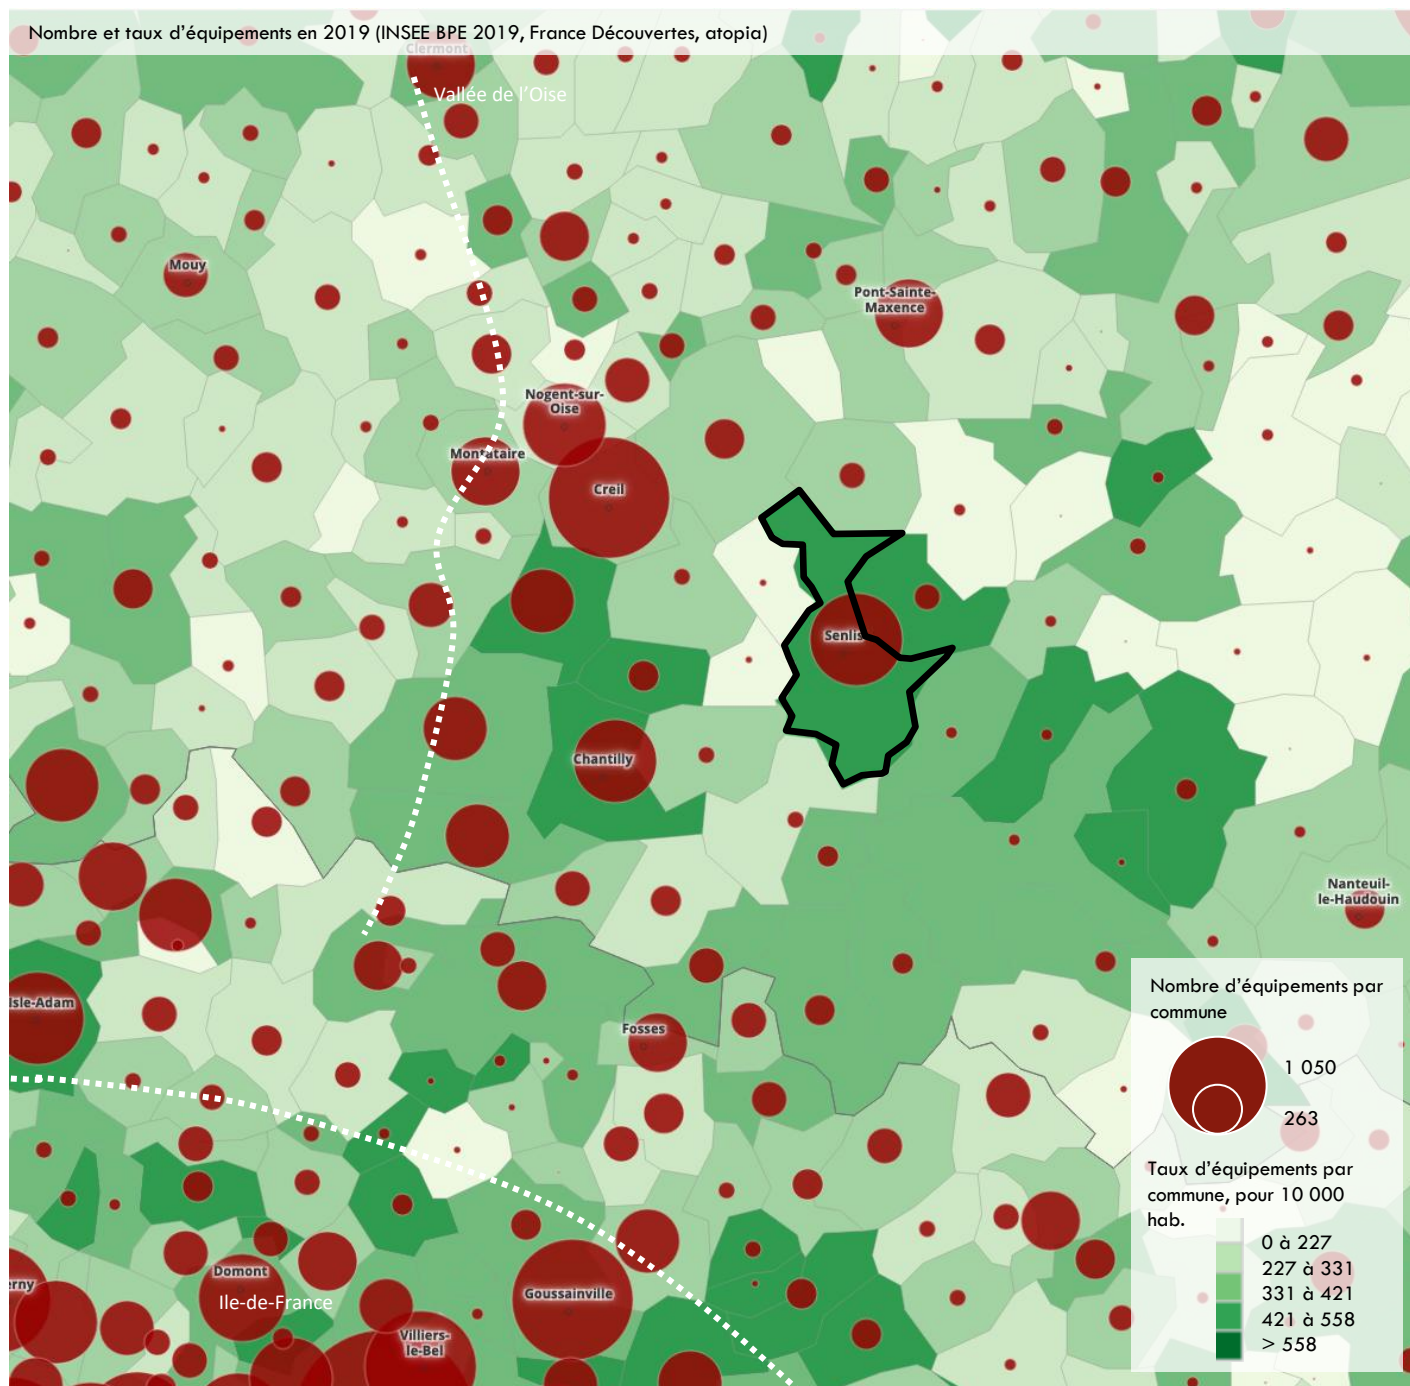 Nombre et taux d'équipements en 2019 (INSEE BPE 2019, France Découvertes, atopia)
Clermont
Vallée de l'Oise
Mouy
Pont-Sainte-
Maxence
Nogent-sur-
Oise
Montataire
Creil
Senlis
Chantilly
Nanteuil-
le-Haudouin
Isle-Adam
Fosses
Nombre d'équipements par
commune
1 050
263
Taux d'équipements par
commune, pour 10 000
hab.
0 à 227
227 à 331
331 à 421
421 à 558
> 558
Domont
erny
Ile-de-France
Goussainville
Villiers-
le-Bel